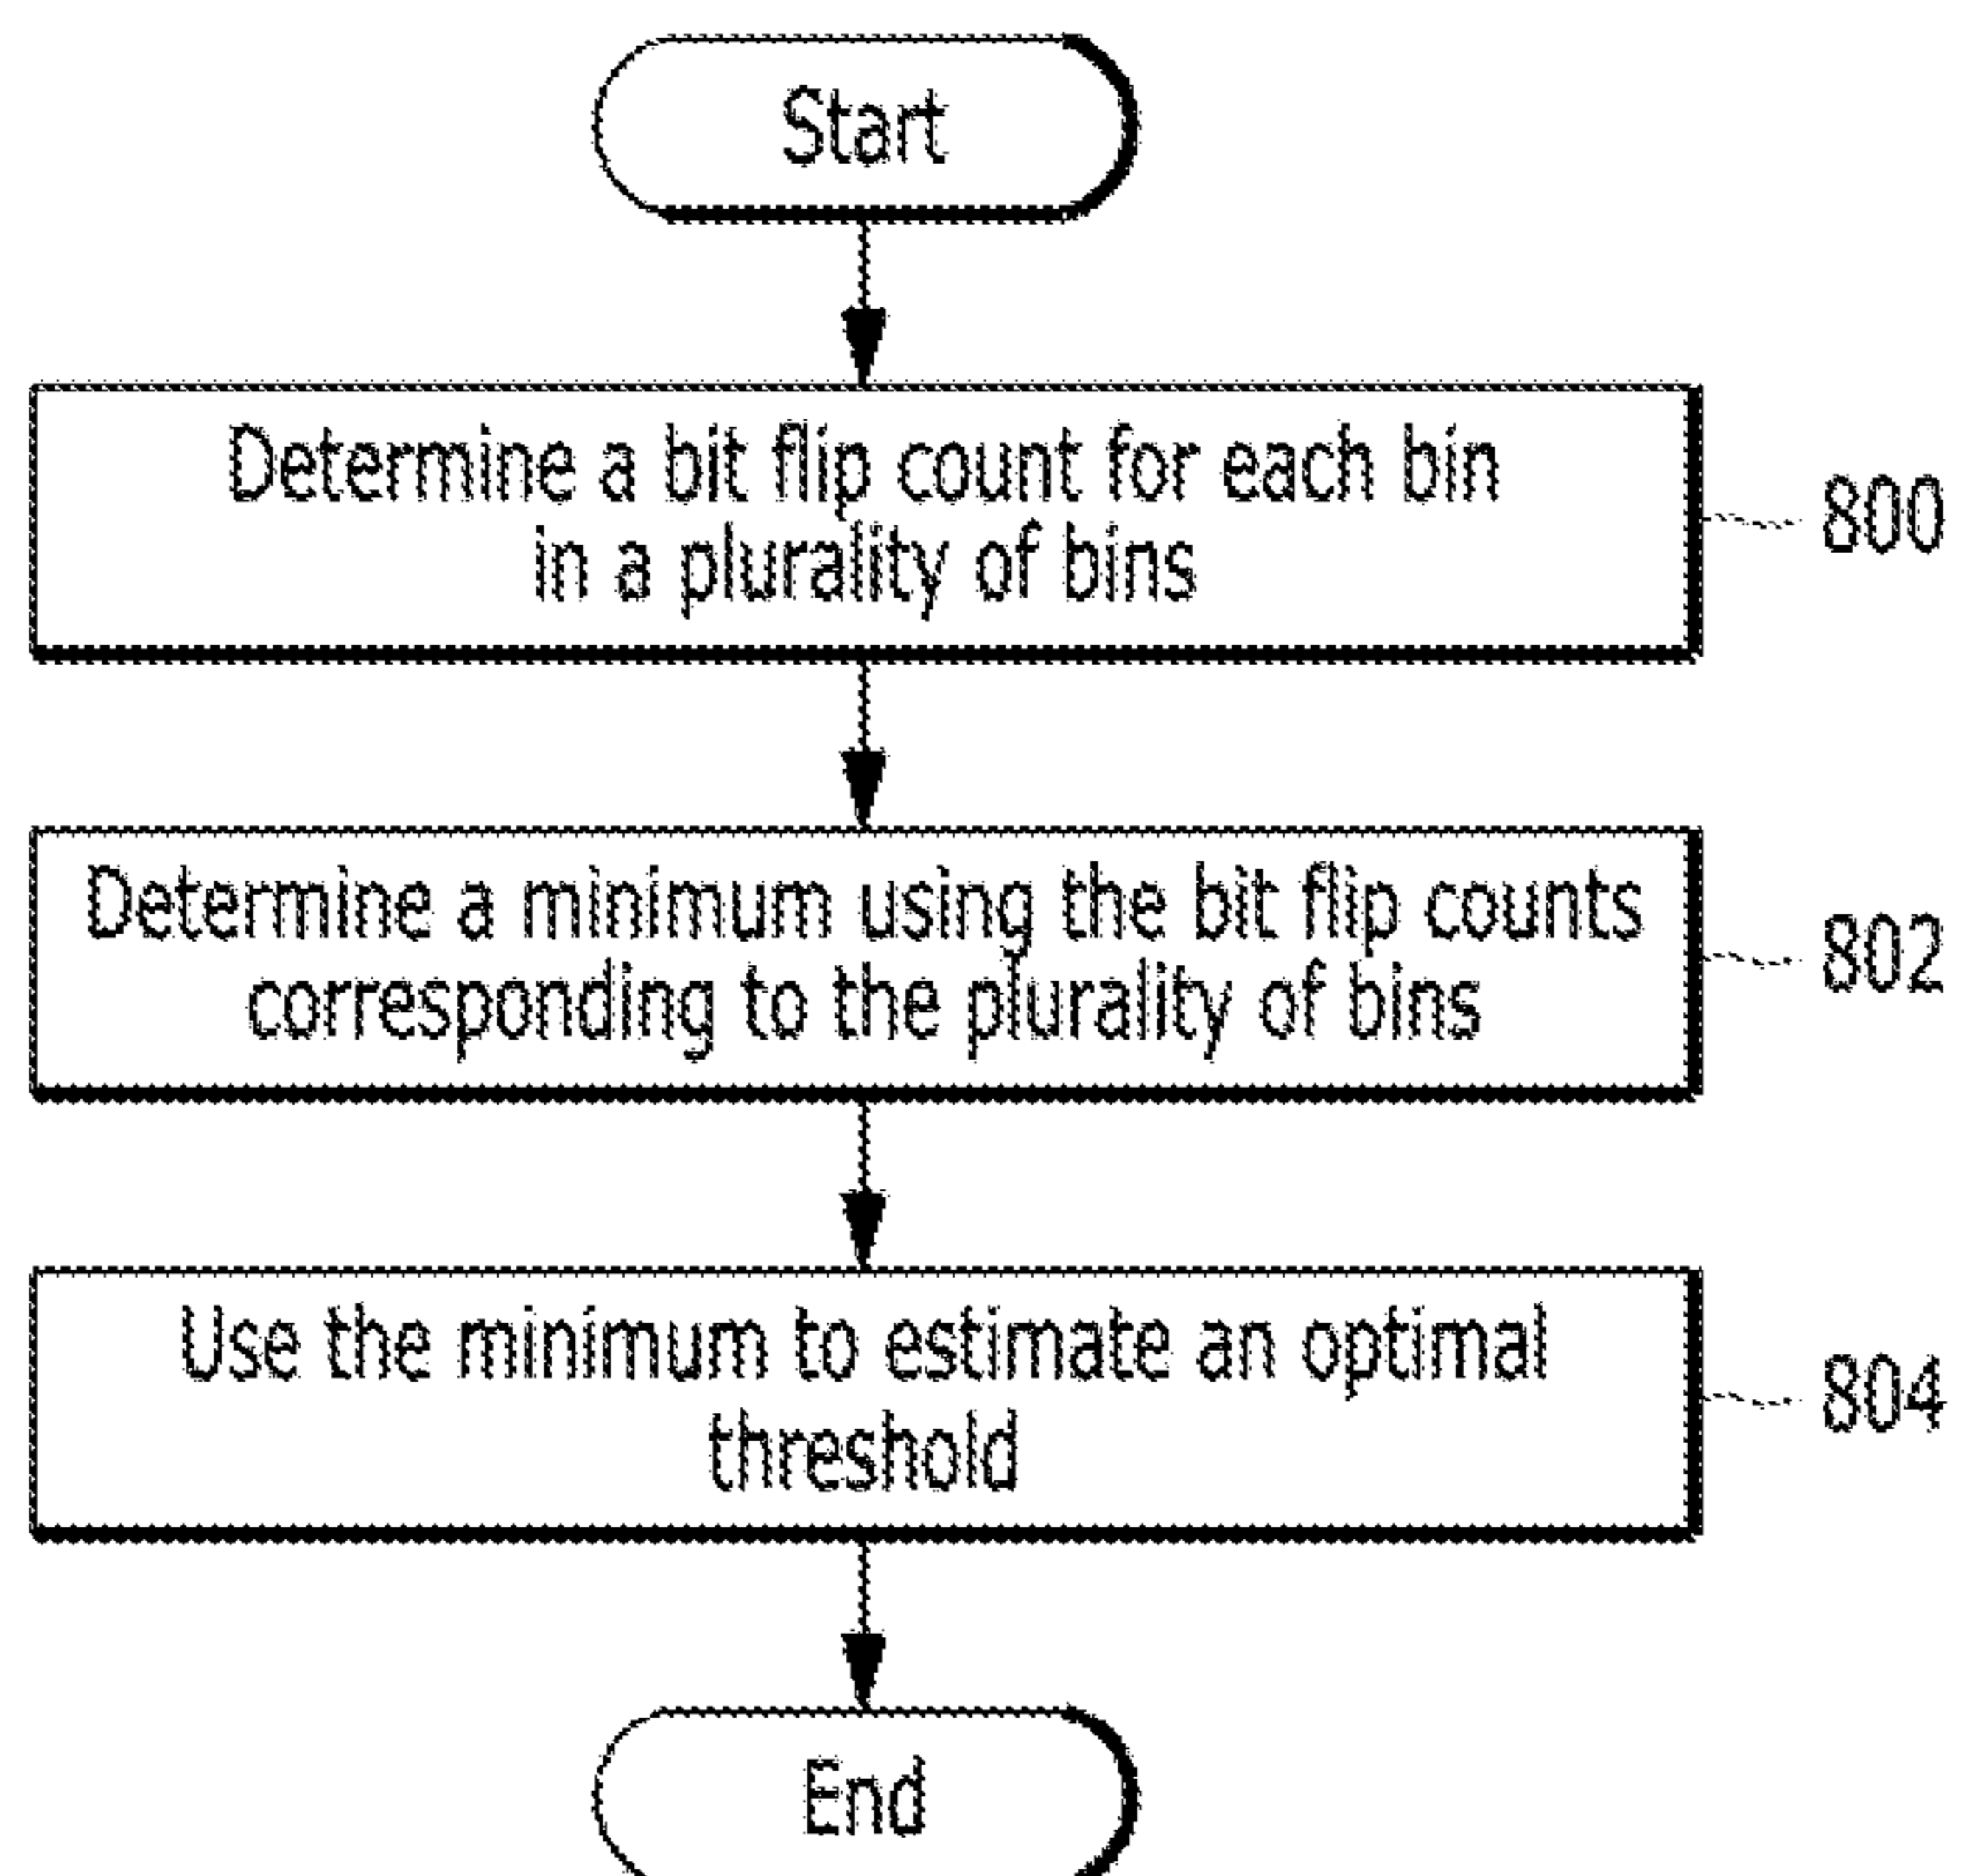 Start
Determine a bit flip count for each bin
in a plurality of bins
800
Determine a minimum using the bit flip counts
corresponding to the plurality of bins
802
Use the minimum to estimate an optimal
threshold
804
End